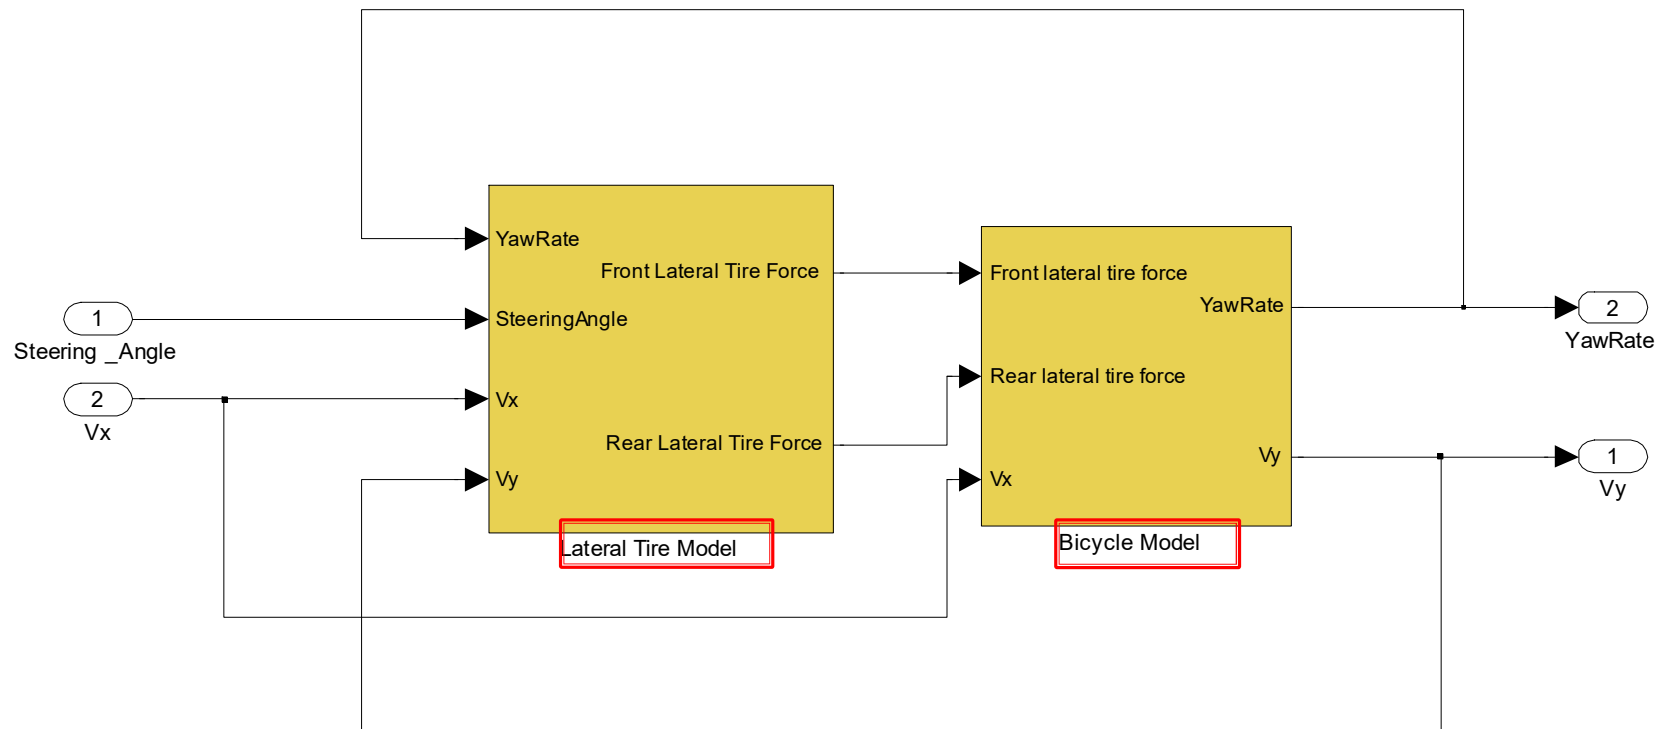 YawRate
Front Lateral Tire Force
SteeringAngle
Vx
Rear Lateral Tire Force
Vy
Lateral Tire Model
1
Steering _Angle
2
Vx
Front lateral tire force
YawRate
Rear lateral tire force
Vy
Vx
Bicycle Model
2
YawRate
1
Vy